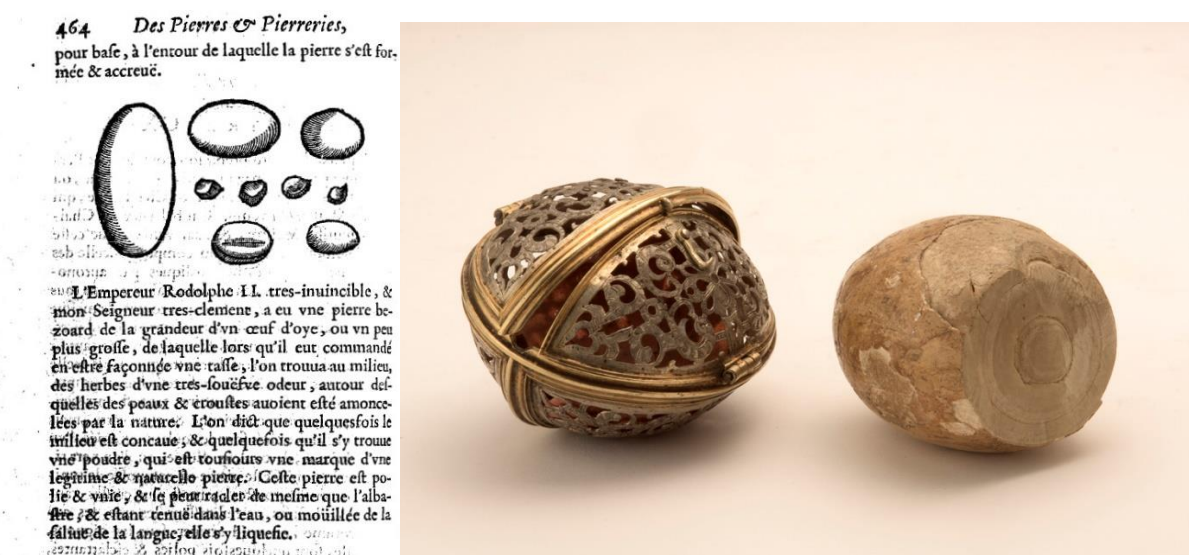 464 Des Pierres & Pierreries,
pour baſe, à l'entour de laquelle la pierre s'eſt for-
mée & accreuë.
L'Empereur Rodolphe II. tres-inuincible, &
mon Seigneur tres-clement, a eu vne pierre be-
zoard de la grandeur d'vn œuf d'oye, ou vn peu
plus groſſe, de laquelle lors qu'il eut commandé
en eſtre façonnée vne taſſe, l'on trouua au milieu,
des herbes d'vne tres-ſouëfve odeur, autour deſ-
quelles des peaux & crouſtes auoient eſté amonce-
lées par la nature. L'on dict que quelquesfois le
milieu eſt concaue, & quelquefois qu'il s'y trouue
vne poudre, qui eſt touſiours vne marque d'vne
legitime & naturelle pierre. Ceſte pierre eſt po-
lie & vnie, & ſe peut racler de meſme que l'alba-
ſtre, & eſtant tenuë dans l'eau, ou moüillée de la
ſaliue de la langue, elle s'y liquefie.